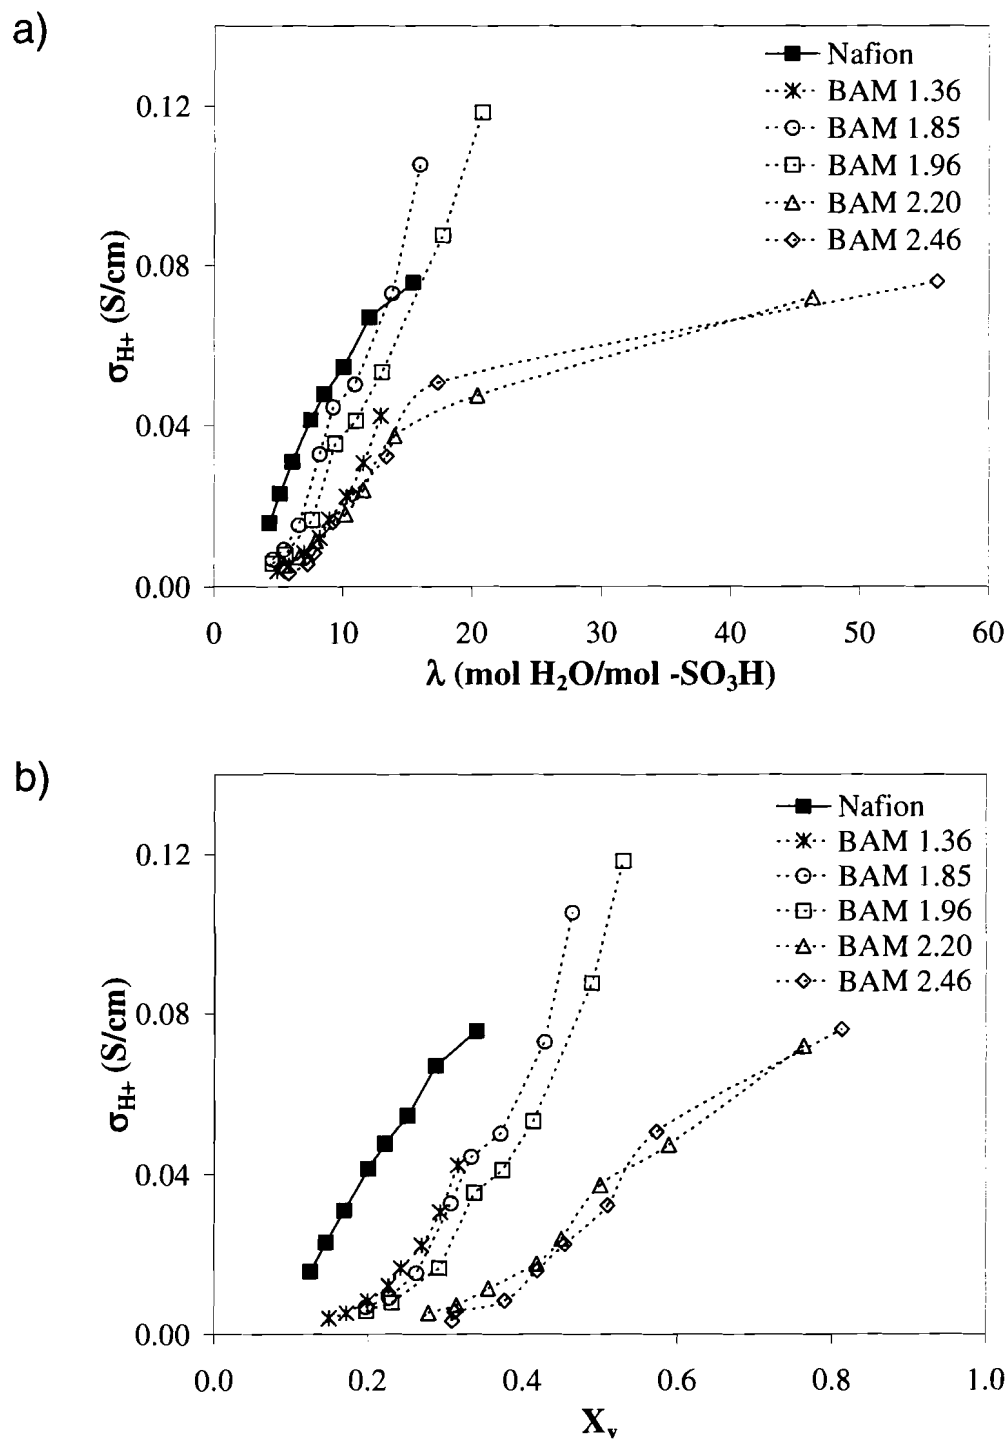 a)
Nafion
BAM 1.36
BAM 1.85
BAM 1.96
BAM 2.20
BAM 2.46
0.12
0.08
0.04
0.00
σH+ (S/cm)
0 10 20 30 40 50 60
λ (mol H₂O/mol -SO₃H)
b)
Nafion
BAM 1.36
BAM 1.85
BAM 1.96
BAM 2.20
BAM 2.46
0.12
0.08
0.04
0.00
σH+ (S/cm)
0.0 0.2 0.4 0.6 0.8 1.0
Xᵥ